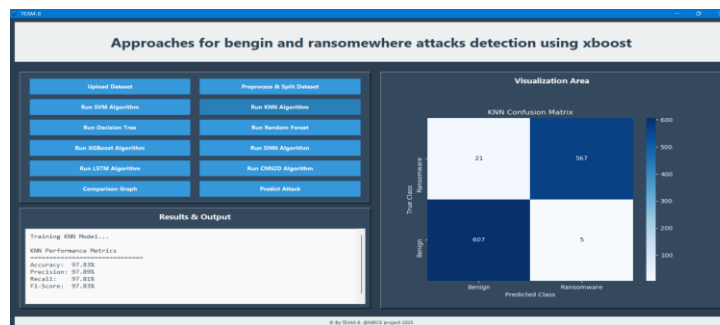 TEAM-8
Approaches for bengin and ransomewhere attacks detection using xboost
Upload Dataset
Preprocess & Split Dataset
Run SVM Algorithm
Run KNN Algorithm
Run Decision Tree
Run Random Forest
Run XGBoost Algorithm
Run DNN Algorithm
Run LSTM Algorithm
Run CNN2D Algorithm
Comparison Graph
Predict Attack
Results & Output
Training KNN Model...
KNN Performance Metrics
==============================
Accuracy: 97.83%
Precision: 97.89%
Recall: 97.81%
F1-Score: 97.83%
Visualization Area
KNN Confusion Matrix
True Class
Ransomware
Benign
21
567
607
5
Benign
Ransomware
Predicted Class
600
500
400
300
200
100
© By TEAM-8. @MRCE project 2025